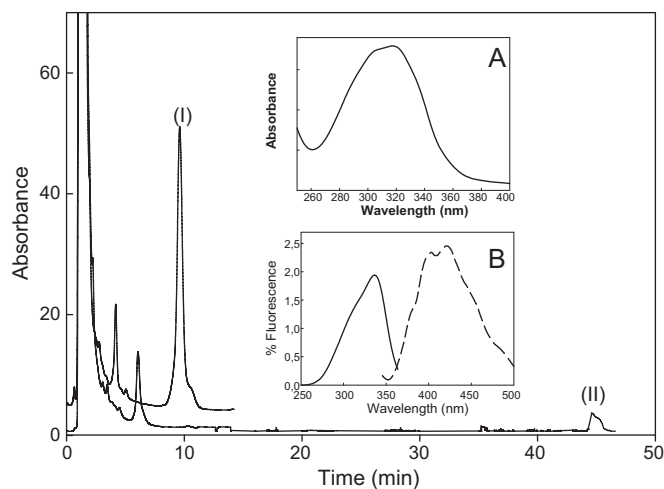 60
40
20
0
Absorbance
0 10 20 30 40 50
Time (min)
(I)
(II)
A
Absorbance
260 280 300 320 340 360 380 400
Wavelength (nm)
B
2,5
2,0
1,5
1,0
0,5
0,0
% Fluorescence
250 300 350 400 450 500
Wavelength (nm)